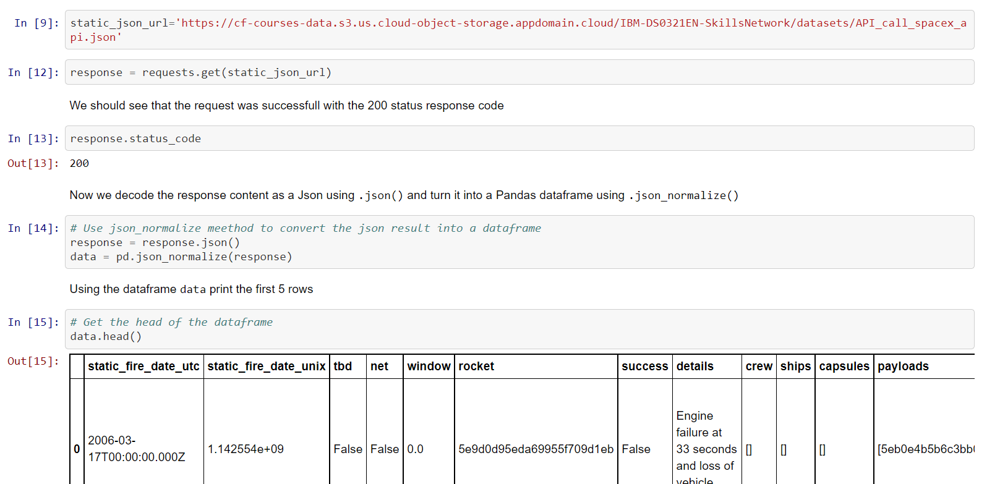 In [9]: static_json_url='https://cf-courses-data.s3.us.cloud-object-storage.appdomain.cloud/IBM-DS0321EN-SkillsNetwork/datasets/API_call_spacex_a
pi.json'
In [12]: response = requests.get(static_json_url)
We should see that the request was successfull with the 200 status response code
In [13]: response.status_code
Out[13]: 200
Now we decode the response content as a Json using .json() and turn it into a Pandas dataframe using .json_normalize()
In [14]: # Use json_normalize meethod to convert the json result into a dataframe
response = response.json()
data = pd.json_normalize(response)
Using the dataframe data print the first 5 rows
In [15]: # Get the head of the dataframe
data.head()
Out[15]: static_fire_date_utc static_fire_date_unix tbd net window rocket success details crew ships capsules payloads
Engine
failure at
2006-03-
0 1.142554e+09 False False 0.0 5e9d0d95eda69955f709d1eb False 33 seconds [] [] [] [5eb0e4b5b6c3bb
17T00:00:00.000Z
and loss of
vehicle